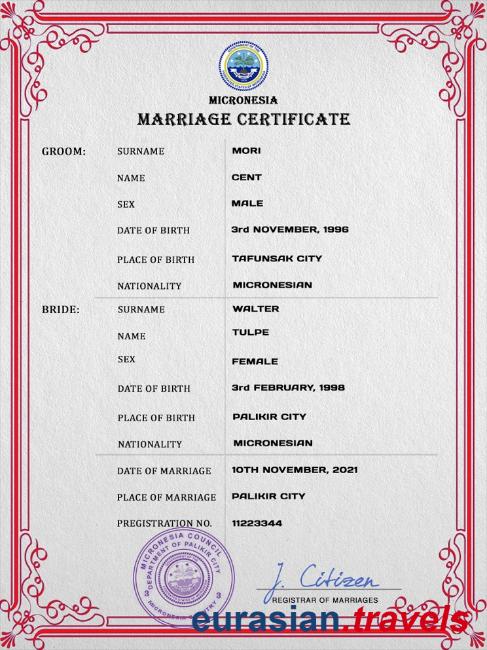 MICRONESIA
MARRIAGE CERTIFICATE
GROOM: SURNAME MORI
NAME CENT
SEX MALE
DATE OF BIRTH 3rd NOVEMBER, 1996
PLACE OF BIRTH TAFUNSAK CITY
NATIONALITY MICRONESIAN
BRIDE: SURNAME WALTER
NAME TULPE
SEX FEMALE
DATE OF BIRTH 3rd FEBRUARY, 1998
PLACE OF BIRTH PALIKIR CITY
NATIONALITY MICRONESIAN
DATE OF MARRIAGE 10TH NOVEMBER, 2021
PLACE OF MARRIAGE PALIKIR CITY
PREGISTRATION NO. 11223344
MICRONESIA COUNCIL
DEPARTMENT OF PALIKIR CITY
J. Citizen
REGISTRAR OF MARRIAGES
eurasian.travels